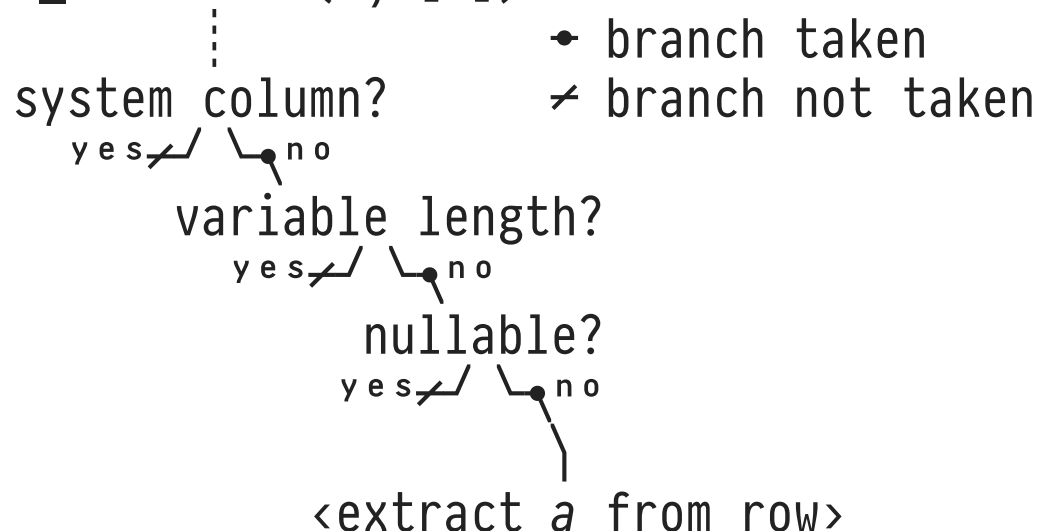 branch taken
system column?
branch not taken
yes no
variable length?
yes no
nullable?
yes no
<extract a from row>